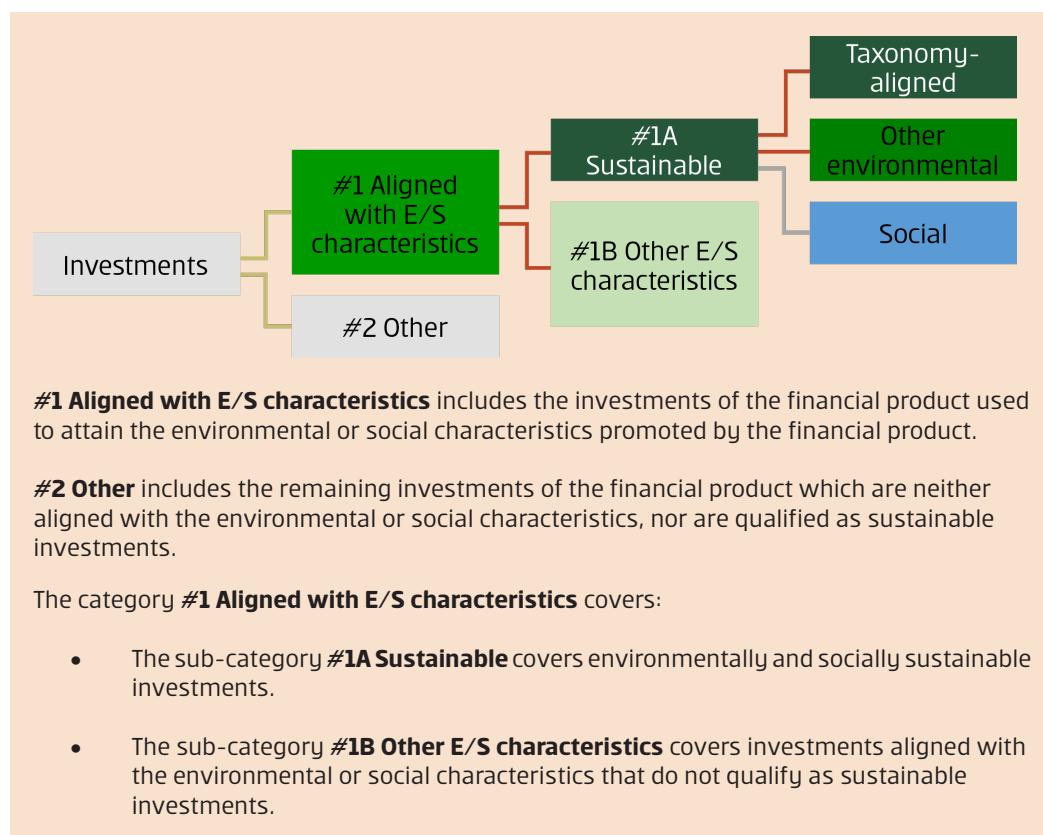 Taxonomy-
aligned
#1A
Sustainable
Other
environmental
#1 Aligned
with E/S
characteristics
Social
#1B Other E/S
characteristics
Investments
#2 Other
#1 Aligned with E/S characteristics includes the investments of the financial product used
to attain the environmental or social characteristics promoted by the financial product.
#2 Other includes the remaining investments of the financial product which are neither
aligned with the environmental or social characteristics, nor are qualified as sustainable
investments.
The category #1 Aligned with E/S characteristics covers:
• The sub-category #1A Sustainable covers environmentally and socially sustainable
investments.
• The sub-category #1B Other E/S characteristics covers investments aligned with
the environmental or social characteristics that do not qualify as sustainable
investments.